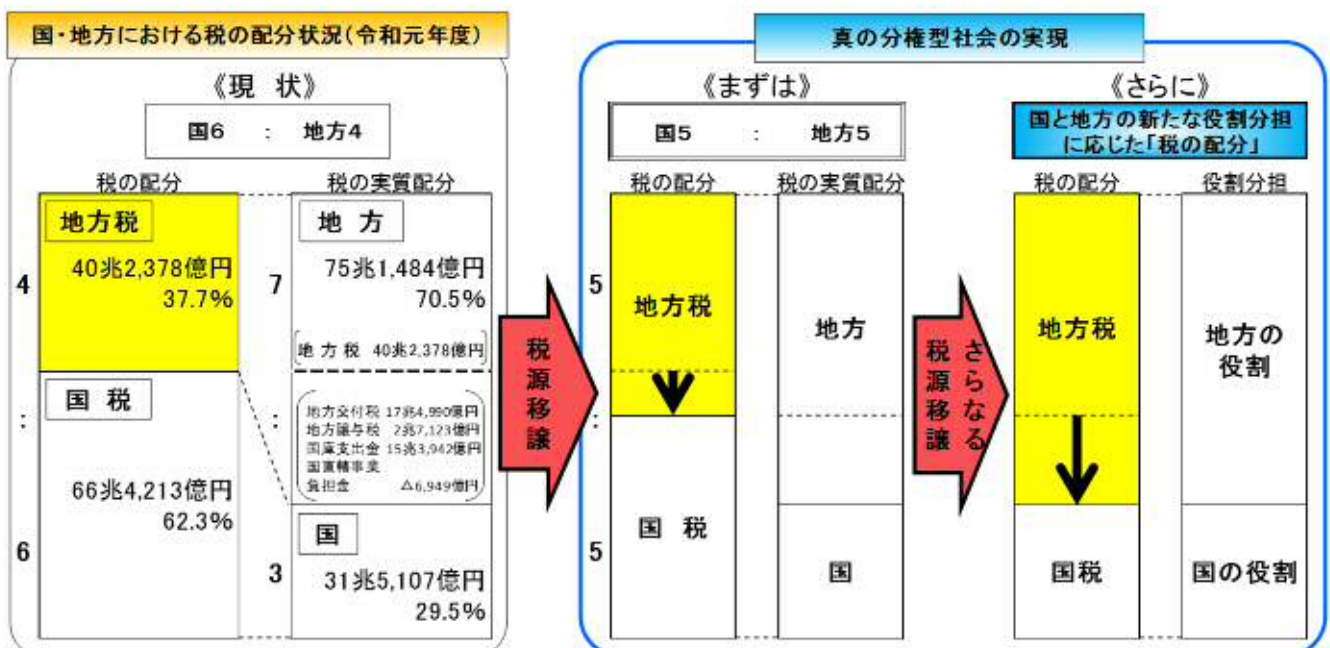 国・地方における税の配分状況(令和元年度)
《現 状》
国6 : 地方4
税の配分
税の実質配分
地方税
40兆2,378億円
37.7%
4
:
6
国 税
66兆4,213億円
62.3%
地 方
75兆1,484億円
70.5%
7
:
3
[地 方 税 40兆2,378億円]
地方交付税 17兆4,990億円
地方譲与税 2兆7,123億円
国庫支出金 15兆3,942億円
国直轄事業
負担金 △6,949億円
国
31兆5,107億円
29.5%
税源移譲
真の分権型社会の実現
《まずは》
国5 : 地方5
税の配分
税の実質配分
5
:
5
地方税
国 税
地方
国
さらなる
税源移譲
《さらに》
国と地方の新たな役割分担
に応じた「税の配分」
税の配分
役割分担
地方税
国税
地方の
役割
国の役割